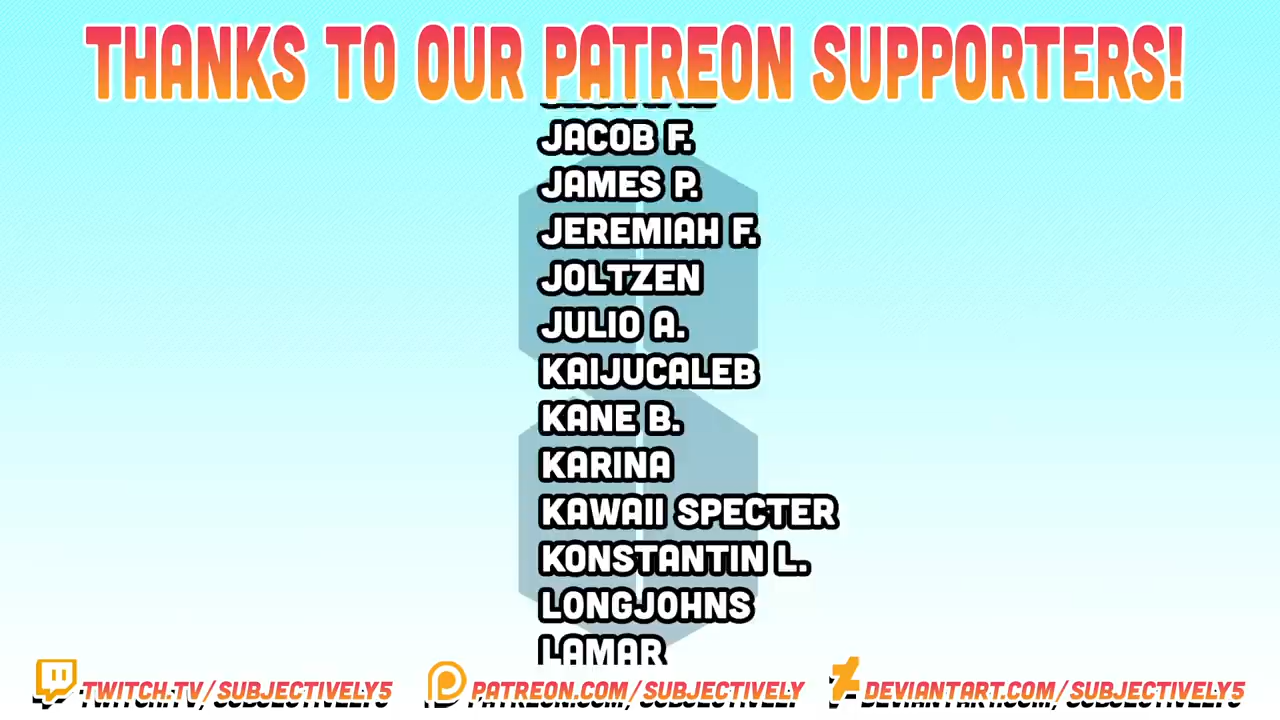 THANKS TO OUR PATREON SUPPORTERS!
JACOB F.
JAMES P.
JEREMIAH F.
JOLTZEN
JULIO A.
KAIJUCALEB
KANE B.
KARINA
KAWAII SPECTER
KONSTANTIN L.
LONGJOHNS
LAMAR
TWITCH.TV/SUBJECTIVELY5
PATREON.COM/SUBJECTIVELY
DEVIANTART.COM/SUBJECTIVELY5